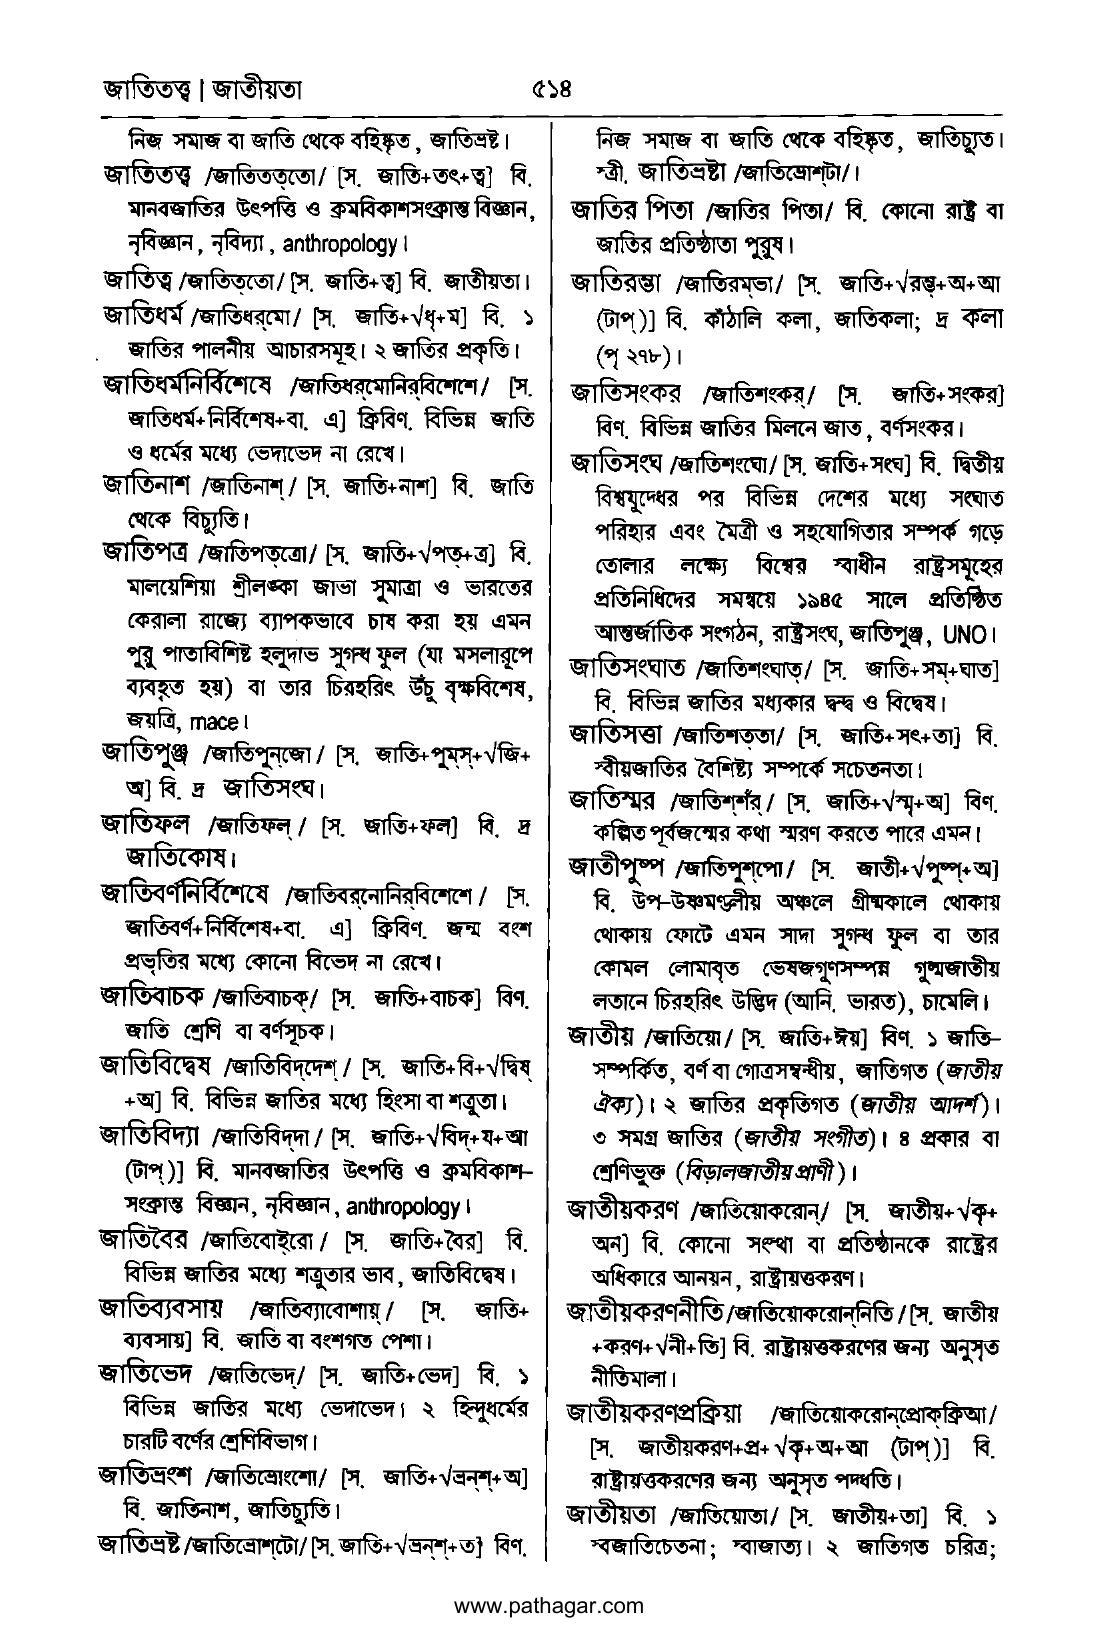 জাতিতত্ত্ব | জাতীয়তা
৫১৪
নিজ সমাজ বা জাতি থেকে বহিষ্কৃত, জাতিভ্রষ্ট।
জাতিতত্ত্ব /জাতিতত্‌তো/ [স. জাতি+তৎ+ত্ব] বি.
মানবজাতির উৎপত্তি ও ক্রমবিকাশসংক্রান্ত বিজ্ঞান,
নৃবিজ্ঞান, নৃবিদ্যা, anthropology।
জাতিত্ব /জাতিত্‌তো/ [স. জাতি+ত্ব] বি. জাতীয়তা।
জাতিধর্ম /জাতিধর্‌মো/ [স. জাতি+√ধৃ+ম] বি. ১
জাতির পালনীয় আচারসমূহ। ২ জাতির প্রকৃতি।
জাতিধর্মনির্বিশেষে /জাতিধর্‌মোনির্‌বিশেশে/ [স.
জাতিধর্ম+নির্বিশেষ+বা. এ] ক্রিবিণ. বিভিন্ন জাতি
ও ধর্মের মধ্যে ভেদাভেদ না রেখে।
জাতিনাশ /জাতিনাশ্‌/ [স. জাতি+নাশ] বি. জাতি
থেকে বিচ্যুতি।
জাতিপত্র /জাতিপত্‌ত্রো/ [স. জাতি+√পত্‌+ত্র] বি.
মালয়েশিয়া শ্রীলঙ্কা জাভা সুমাত্রা ও ভারতের
কেরালা রাজ্যে ব্যাপকভাবে চাষ করা হয় এমন
পুরু পাতাবিশিষ্ট হলুদাভ সুগন্ধ ফুল (যা মসলারূপে
ব্যবহৃত হয়) বা তার চিরহরিৎ উঁচু বৃক্ষবিশেষ,
জয়ত্রি, mace।
জাতিপুঞ্জ /জাতিপুন্‌জো/ [স. জাতি+পুম্‌স্‌+√জি+
অ] বি. দ্র জাতিসংঘ।
জাতিফল /জাতিফল্‌/ [স. জাতি+ফল] বি. দ্র
জাতিকোষ।
জাতিবর্ণনির্বিশেষে /জাতিবর্‌নোনির্‌বিশেশে/ [স.
জাতিবর্ণ+নির্বিশেষ+বা. এ] ক্রিবিণ. জন্ম বংশ
প্রভৃতির মধ্যে কোনো বিভেদ না রেখে।
জাতিবাচক /জাতিবাচক্‌/ [স. জাতি+বাচক] বিণ.
জাতি শ্রেণি বা বর্ণসূচক।
জাতিবিদ্বেষ /জাতিবিদ্‌দেশ্‌/ [স. জাতি+বি+√দ্বিষ্‌
+অ] বি. বিভিন্ন জাতির মধ্যে হিংসা বা শত্রুতা।
জাতিবিদ্যা /জাতিবিদ্‌দা/ [স. জাতি+√বিদ্‌+য+আ
(টাপ্‌)] বি. মানবজাতির উৎপত্তি ও ক্রমবিকাশ-
সংক্রান্ত বিজ্ঞান, নৃবিজ্ঞান, anthropology।
জাতিবৈর /জাতিবোইরো/ [স. জাতি+বৈর] বি.
বিভিন্ন জাতির মধ্যে শত্রুতার ভাব, জাতিবিদ্বেষ।
জাতিব্যবসায় /জাতিব্যাবোশায়্‌/ [স. জাতি+
ব্যবসায়] বি. জাতি বা বংশগত পেশা।
জাতিভেদ /জাতিভেদ্‌/ [স. জাতি+ভেদ] বি. ১
বিভিন্ন জাতির মধ্যে ভেদাভেদ। ২ হিন্দুধর্মের
চারটি বর্ণের শ্রেণিবিভাগ।
জাতিভ্রংশ /জাতিভ্রোংশো/ [স. জাতি+√ভ্রন্‌শ্‌+অ]
বি. জাতিনাশ, জাতিচ্যুতি।
জাতিভ্রষ্ট /জাতিভ্রোশ্‌টো/ [স. জাতি+√ভ্রন্‌শ্‌+ত] বিণ.
নিজ সমাজ বা জাতি থেকে বহিষ্কৃত, জাতিচ্যুত।
স্ত্রী. জাতিভ্রষ্টা /জাতিভ্রোশ্‌টা/।
জাতির পিতা /জাতির পিতা/ বি. কোনো রাষ্ট্র বা
জাতির প্রতিষ্ঠাতা পুরুষ।
জাতিরম্ভা /জাতিরম্‌ভা/ [স. জাতি+√রম্ভ্‌+অ+আ
(টাপ্‌)] বি. কাঁঠালি কলা, জাতিকলা; দ্র কলা
(পৃ ২৭৮)।
জাতিসংকর /জাতিশংকর্‌/ [স. জাতি+সংকর]
বিণ. বিভিন্ন জাতির মিলনে জাত, বর্ণসংকর।
জাতিসংঘ /জাতিশংঘো/ [স. জাতি+সংঘ] বি. দ্বিতীয়
বিশ্বযুদ্ধের পর বিভিন্ন দেশের মধ্যে সংঘাত
পরিহার এবং মৈত্রী ও সহযোগিতার সম্পর্ক গড়ে
তোলার লক্ষ্যে বিশ্বের স্বাধীন রাষ্ট্রসমূহের
প্রতিনিধিদের সমন্বয়ে ১৯৪৫ সালে প্রতিষ্ঠিত
আন্তর্জাতিক সংগঠন, রাষ্ট্রসংঘ, জাতিপুঞ্জ, UNO।
জাতিসংঘাত /জাতিশংঘাত্‌/ [স. জাতি+সম্‌+ঘাত]
বি. বিভিন্ন জাতির মধ্যকার দ্বন্দ্ব ও বিদ্বেষ।
জাতিসত্তা /জাতিশত্‌তা/ [স. জাতি+সৎ+তা] বি.
স্বীয়জাতির বৈশিষ্ট্য সম্পর্কে সচেতনতা।
জাতিস্মর /জাতিশ্‌শঁর্‌/ [স. জাতি+√স্মৃ+অ] বিণ.
কল্পিত পূর্বজন্মের কথা স্মরণ করতে পারে এমন।
জাতীপুষ্প /জাতিপুশ্‌পো/ [স. জাতী+√পুষ্প্‌+অ]
বি. উপ-উষ্ণমণ্ডলীয় অঞ্চলে গ্রীষ্মকালে থোকায়
থোকায় ফোটে এমন সাদা সুগন্ধ ফুল বা তার
কোমল লোমাবৃত ভেষজগুণসম্পন্ন গুল্মজাতীয়
লতানে চিরহরিৎ উদ্ভিদ (আনি. ভারত), চামেলি।
জাতীয় /জাতিয়ো/ [স. জাতি+ঈয়] বিণ. ১ জাতি-
সম্পর্কিত, বর্ণ বা গোত্রসম্বন্ধীয়, জাতিগত (জাতীয়
ঐক্য)। ২ জাতির প্রকৃতিগত (জাতীয় আদর্শ)।
৩ সমগ্র জাতির (জাতীয় সংগীত)। ৪ প্রকার বা
শ্রেণিভুক্ত (বিড়ালজাতীয় প্রাণী)।
জাতীয়করণ /জাতিয়োকরোন্‌/ [স. জাতীয়+√কৃ+
অন] বি. কোনো সংস্থা বা প্রতিষ্ঠানকে রাষ্ট্রের
অধিকারে আনয়ন, রাষ্ট্রায়ত্তকরণ।
জাতীয়করণনীতি /জাতিয়োকরোন্‌নিতি/ [স. জাতীয়
+করণ+√নী+তি] বি. রাষ্ট্রায়ত্তকরণের জন্য অনুসৃত
নীতিমালা।
জাতীয়করণপ্রক্রিয়া /জাতিয়োকরোন্‌প্রোক্‌ক্রিআ/
[স. জাতীয়করণ+প্র+√কৃ+অ+আ (টাপ্‌)] বি.
রাষ্ট্রায়ত্তকরণের জন্য অনুসৃত পদ্ধতি।
জাতীয়তা /জাতিয়োতা/ [স. জাতীয়+তা] বি. ১
স্বজাতিচেতনা; স্বাজাত্য। ২ জাতিগত চরিত্র;
www.pathagar.com